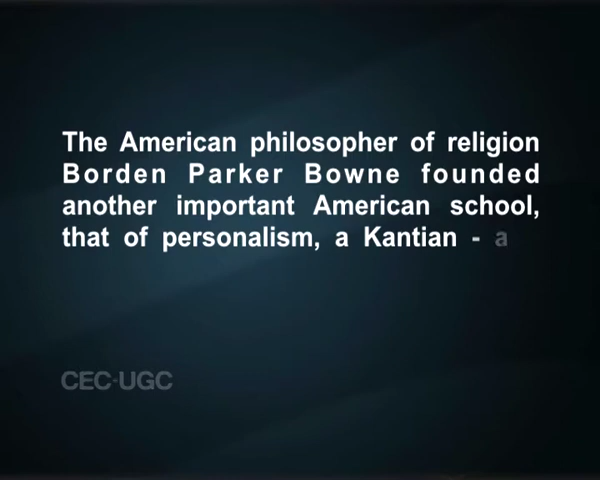 The American philosopher of religion
Borden Parker Bowne founded
another important American school,
that of personalism, a Kantian - a
CEC·UGC